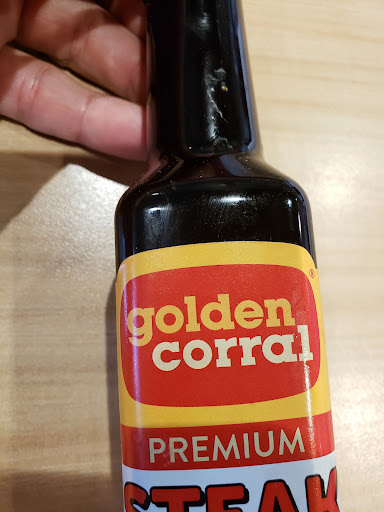 golden
corral
®
PREMIUM
STEAK